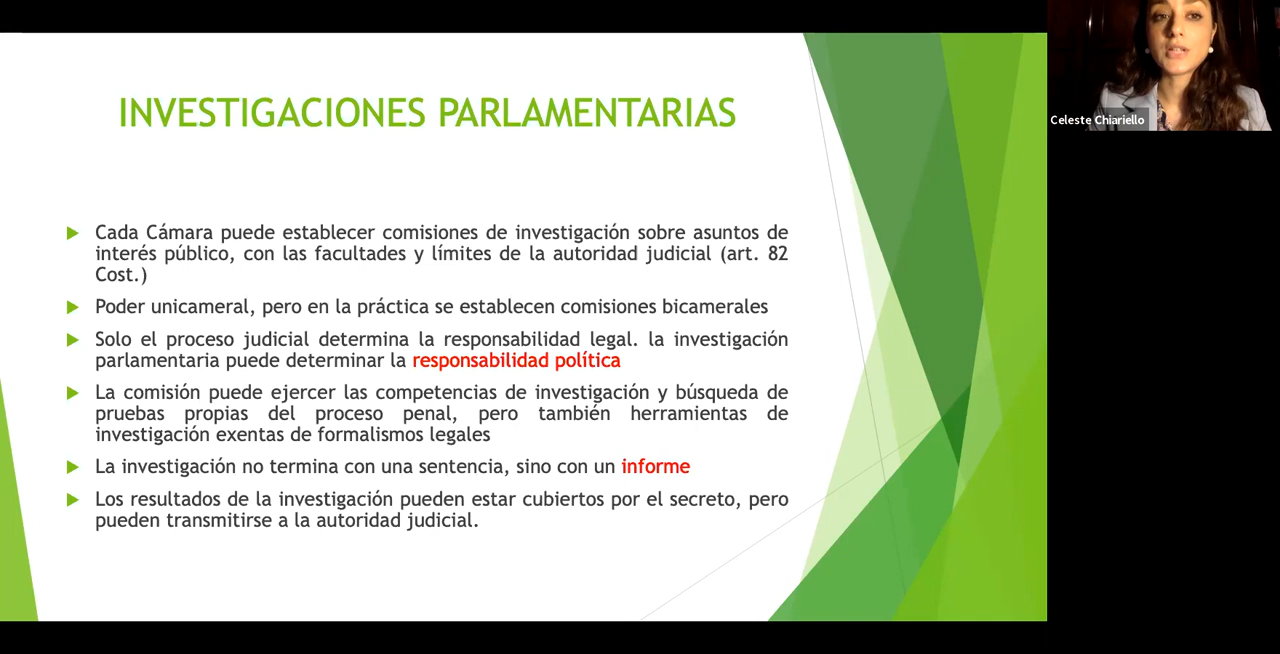 INVESTIGACIONES PARLAMENTARIAS
Cada Cámara puede establecer comisiones de investigación sobre asuntos de
interés público, con las facultades y límites de la autoridad judicial (art. 82
Cost.)
Poder unicameral, pero en la práctica se establecen comisiones bicamerales
Solo el proceso judicial determina la responsabilidad legal. la investigación
parlamentaria puede determinar la responsabilidad política
La comisión puede ejercer las competencias de investigación y búsqueda de
pruebas propias del proceso penal, pero también herramientas de
investigación exentas de formalismos legales
La investigación no termina con una sentencia, sino con un informe
Los resultados de la investigación pueden estar cubiertos por el secreto, pero
pueden transmitirse a la autoridad judicial.
Celeste Chiariello